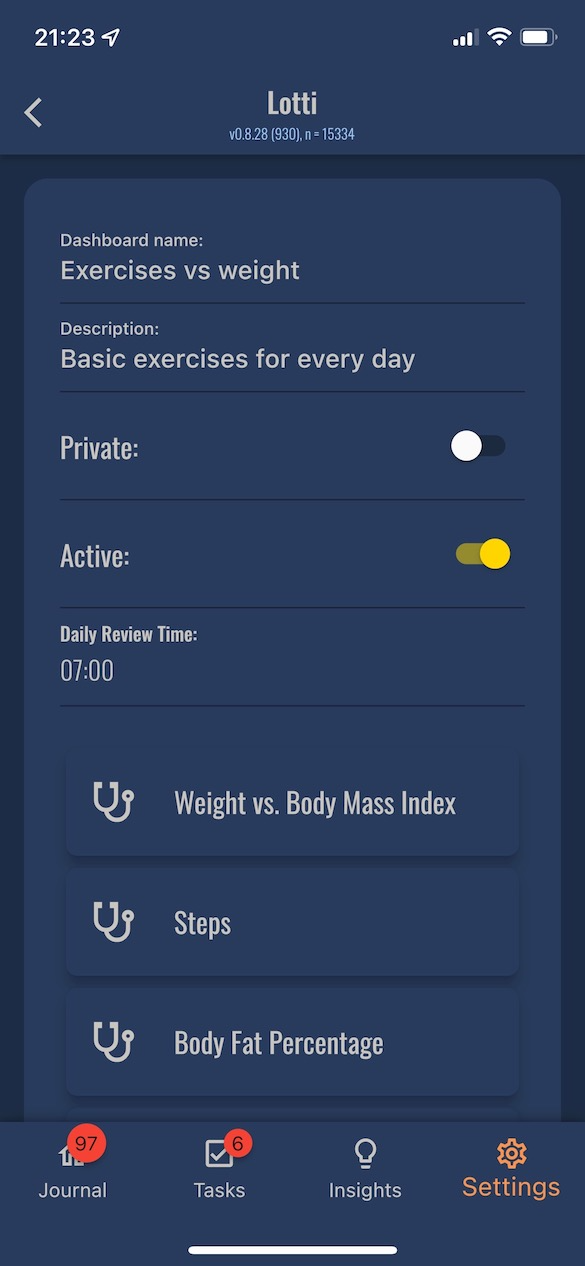 21:23
Lotti
v0.8.28 (930), n = 15334
Dashboard name:
Exercises vs weight
Description:
Basic exercises for every day
Private:
Active:
Daily Review Time:
07:00
Weight vs. Body Mass Index
Steps
Body Fat Percentage
97
6
Journal
Tasks
Insights
Settings